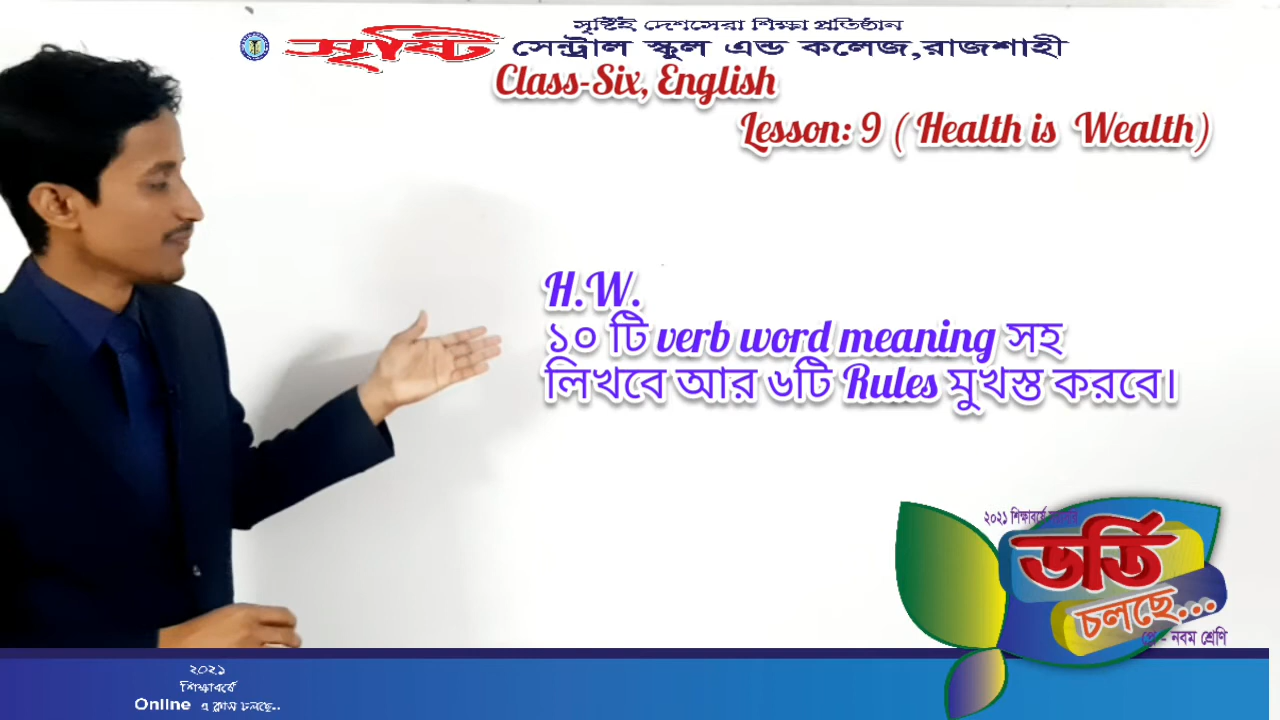 সৃষ্টিই দেশসেরা শিক্ষা প্রতিষ্ঠান
সৃষ্টি সেন্ট্রাল স্কুল এন্ড কলেজ,রাজশাহী
Class-Six, English
Lesson: 9 ( Health is Wealth)
H.W.
১০ টি verb word meaning সহ
লিখবে আর ৬টি Rules মুখস্ত করবে।
২০২১ শিক্ষাবর্ষে
ভর্তি
চলছে...
নবম শ্রেণি
২০২১
শিক্ষাবর্ষে
Online এ ক্লাস চলছে..